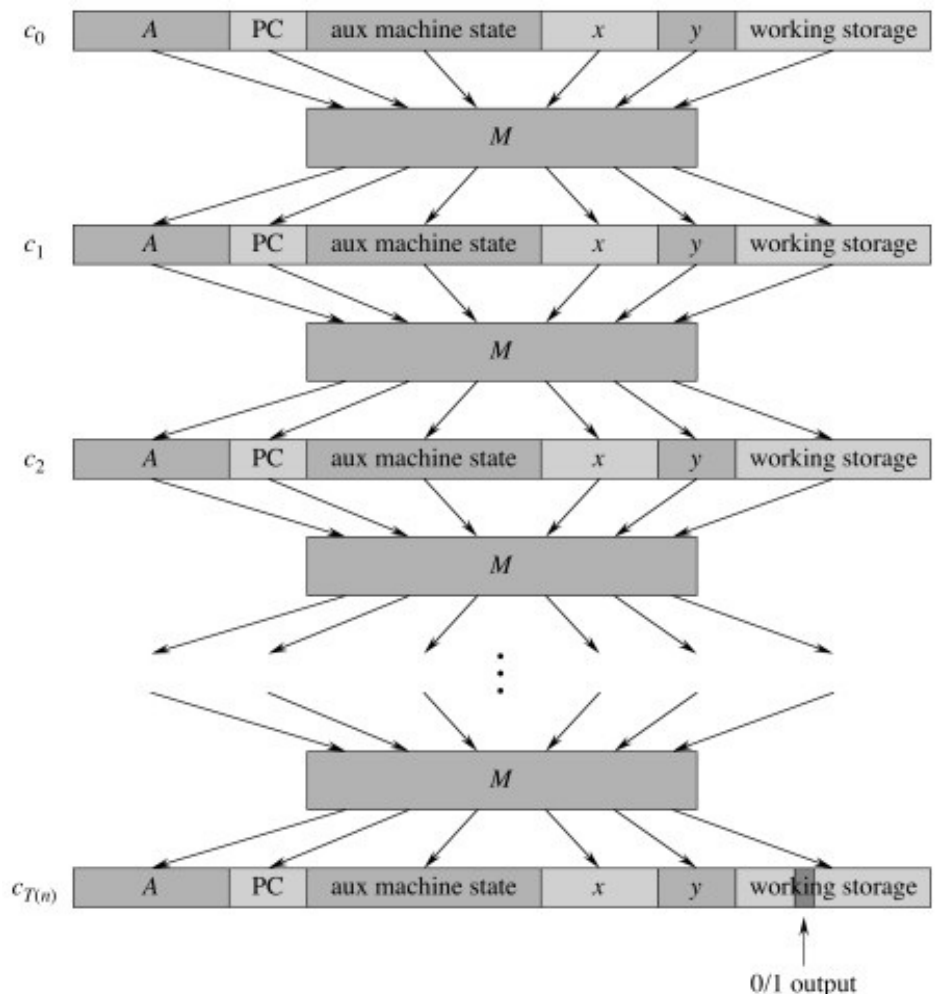 c0 A PC aux machine state x y working storage
M
c1 A PC aux machine state x y working storage
M
c2 A PC aux machine state x y working storage
M
M
cT(n) A PC aux machine state x y working storage
0/1 output